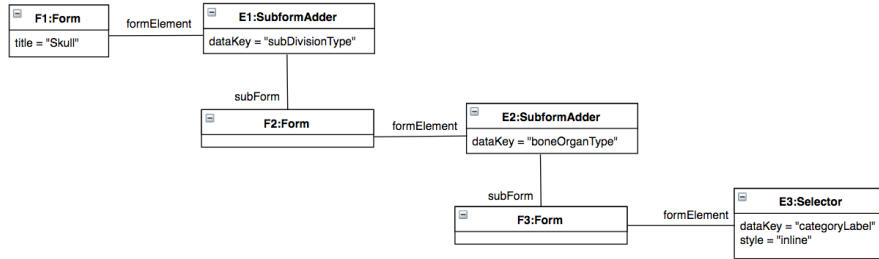 F1:Form
title = "Skull"
formElement
E1:SubformAdder
dataKey = "subDivisionType"
subForm
F2:Form
formElement
E2:SubformAdder
dataKey = "boneOrganType"
subForm
F3:Form
formElement
E3:Selector
dataKey = "categoryLabel"
style = "inline"